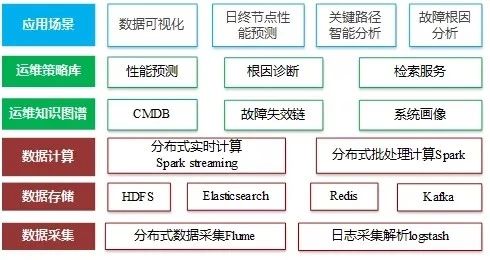 应用场景
数据可视化
日终节点性
能预测
关键路径
智能分析
故障根因
分析
运维策略库
性能预测
根因诊断
检索服务
运维知识图谱
CMDB
故障失效链
系统画像
数据计算
分布式实时计算
Spark streaming
分布式批处理计算Spark
数据存储
HDFS
Elasticsearch
Redis
Kafka
数据采集
分布式数据采集Flume
日志采集解析logstash